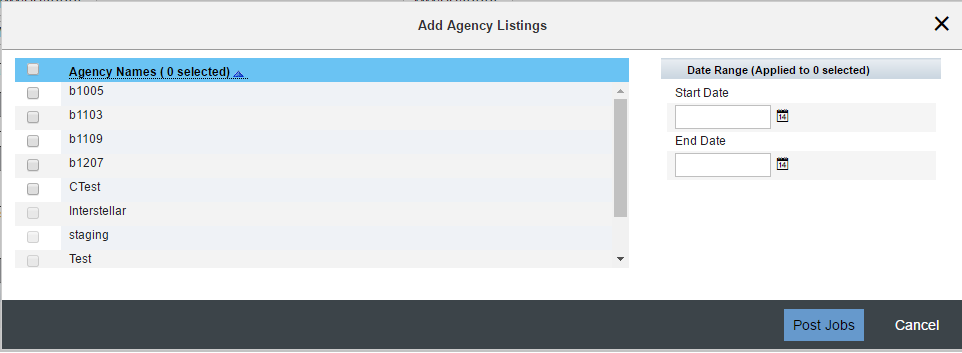 Add Agency Listings
Agency Names ( 0 selected)
b1005
b1103
b1109
b1207
CTest
Interstellar
staging
Test
Date Range (Applied to 0 selected)
Start Date
14
End Date
14
Post Jobs
Cancel